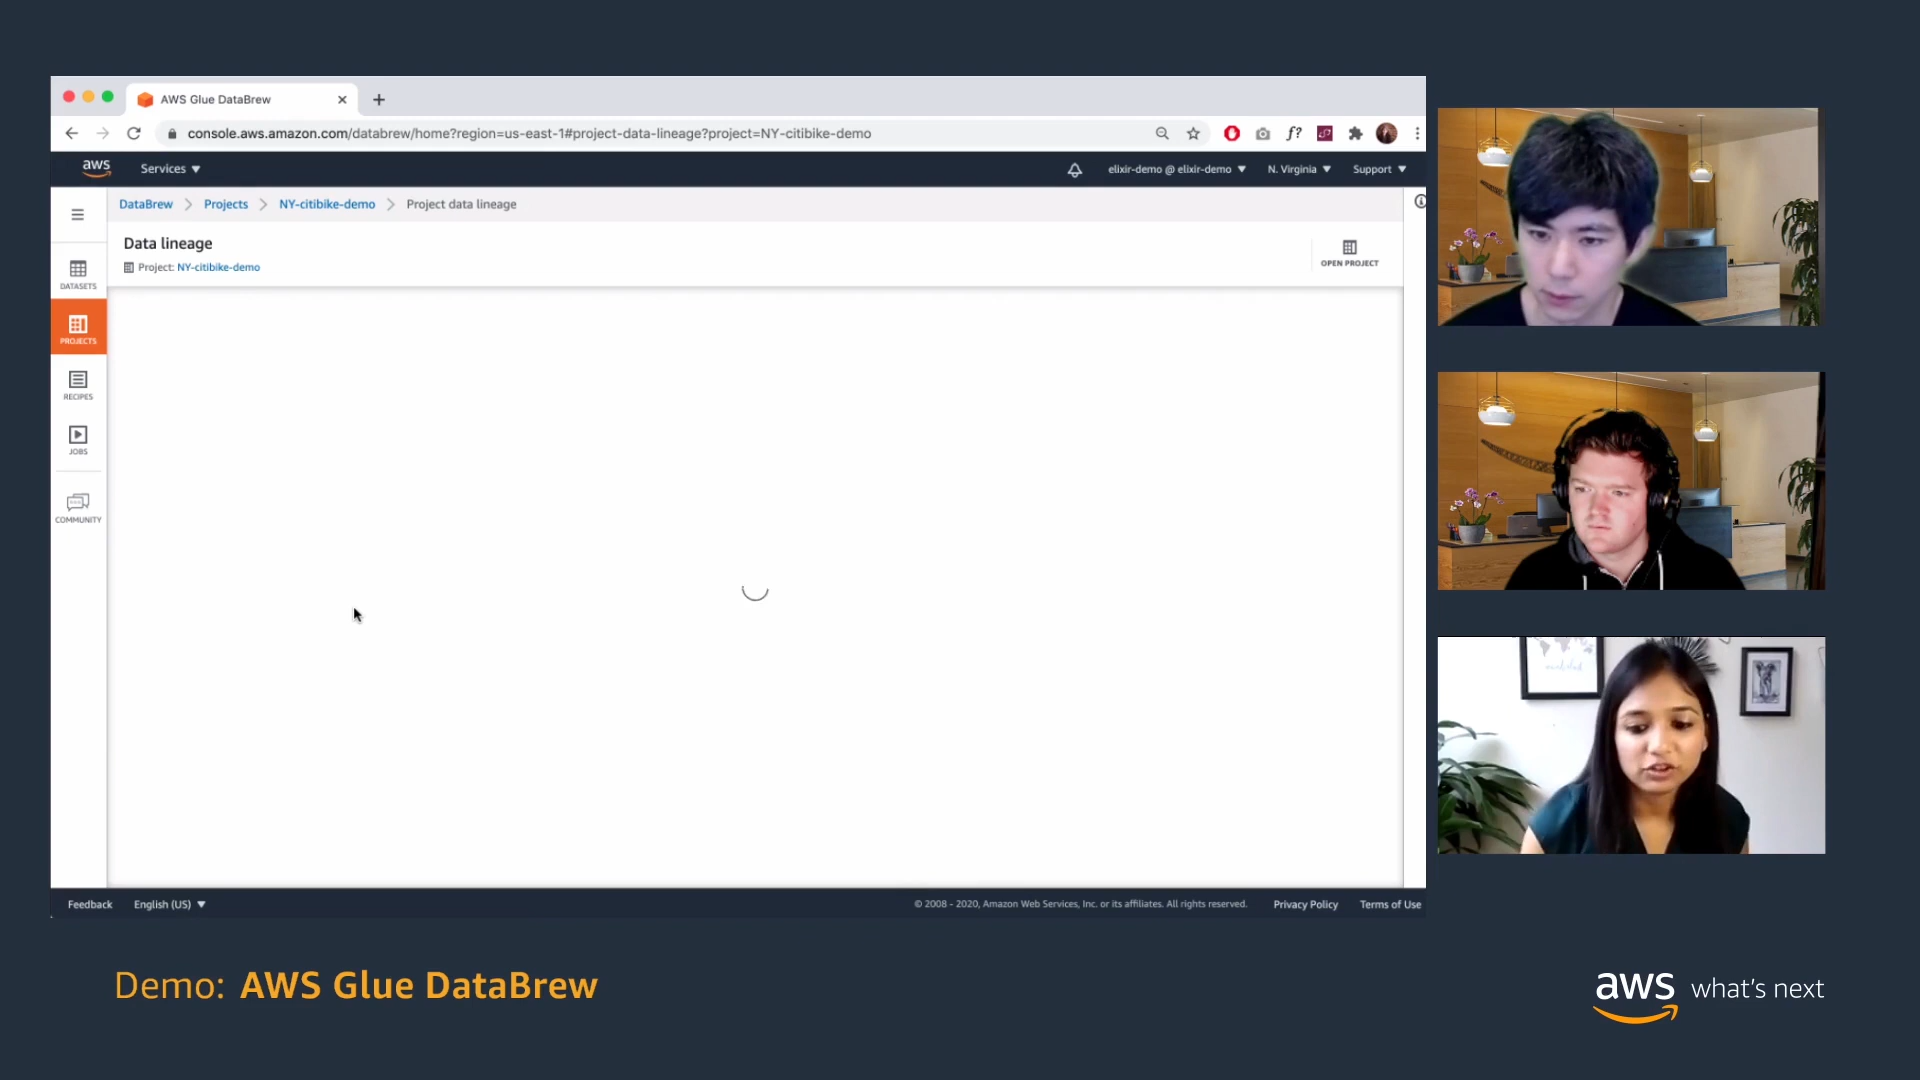 AWS Glue DataBrew
console.aws.amazon.com/databrew/home?region=us-east-1#project-data-lineage?project=NY-citibike-demo
f?
aws Services elixir-demo @ elixir-demo N. Virginia Support
DataBrew Projects NY-citibike-demo Project data lineage
Data lineage
Project: NY-citibike-demo
OPEN PROJECT
DATASETS
PROJECTS
RECIPES
JOBS
COMMUNITY
Feedback English (US) © 2008 - 2020, Amazon Web Services, Inc. or its affiliates. All rights reserved. Privacy Policy Terms of Use
Demo: AWS Glue DataBrew
aws what's next